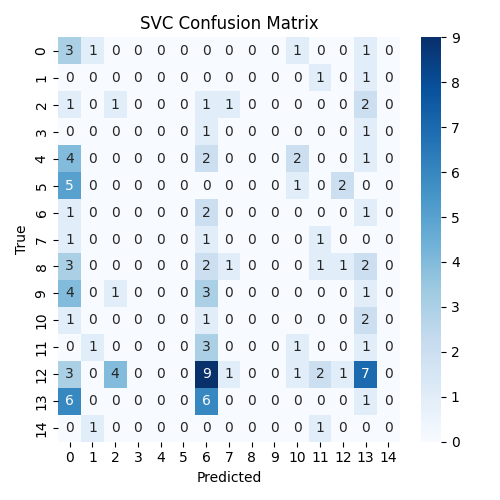 SVC Confusion Matrix
True
0 3 1 0 0 0 0 0 0 0 0 1 0 0 1 0
1 0 0 0 0 0 0 0 0 0 0 0 1 0 1 0
2 1 0 1 0 0 0 1 1 0 0 0 0 0 2 0
3 0 0 0 0 0 0 1 0 0 0 0 0 0 1 0
4 4 0 0 0 0 0 2 0 0 0 2 0 0 1 0
5 5 0 0 0 0 0 0 0 0 0 1 0 2 0 0
6 1 0 0 0 0 0 2 0 0 0 0 0 0 1 0
7 1 0 0 0 0 0 1 0 0 0 0 1 0 0 0
8 3 0 0 0 0 0 2 1 0 0 0 1 1 2 0
9 4 0 1 0 0 0 3 0 0 0 0 0 0 1 0
10 1 0 0 0 0 0 1 0 0 0 0 0 0 2 0
11 0 1 0 0 0 0 3 0 0 0 1 0 0 1 0
12 3 0 4 0 0 0 9 1 0 0 1 2 1 7 0
13 6 0 0 0 0 0 6 0 0 0 0 0 0 1 0
14 0 1 0 0 0 0 0 0 0 0 0 1 0 0 0
0 1 2 3 4 5 6 7 8 9 10 11 12 13 14
Predicted
9
8
7
6
5
4
3
2
1
0